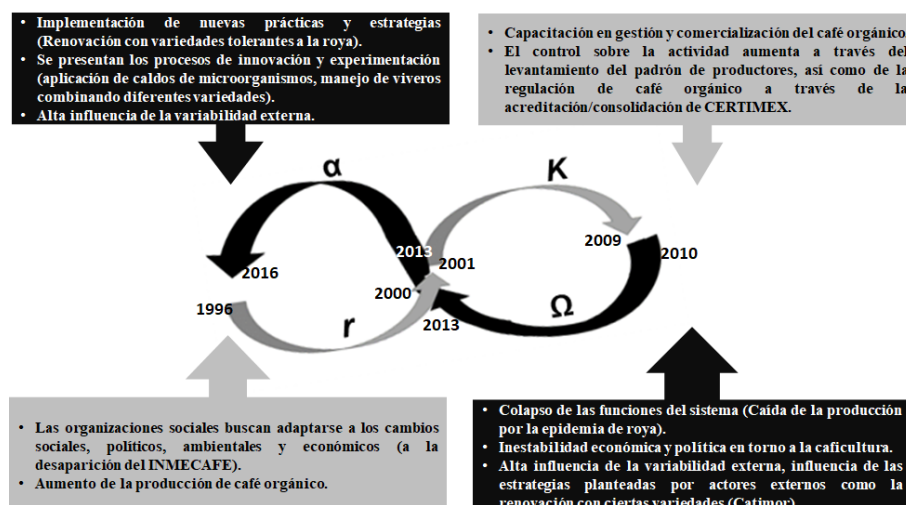 • Implementación de nuevas prácticas y estrategias
(Renovación con variedades tolerantes a la roya).
• Se presentan los procesos de innovación y experimentación
(aplicación de caldos de microorganismos, manejo de viveros
combinando diferentes variedades).
• Alta influencia de la variabilidad externa.
• Capacitación en gestión y comercialización del café orgánico
• El control sobre la actividad aumenta a través del
levantamiento del padrón de productores, así como de la
regulación de café orgánico a través de la
acreditación/consolidación de CERTIMEX.
α
K
2016
2013
2001
2009
2010
1996
2000
2013
r
Ω
• Las organizaciones sociales buscan adaptarse a los cambios
sociales, políticos, ambientales y económicos (a la
desaparición del INMECAFE).
• Aumento de la producción de café orgánico.
• Colapso de las funciones del sistema (Caída de la producción
por la epidemia de roya).
• Inestabilidad económica y política en torno a la caficultura.
• Alta influencia de la variabilidad externa, influencia de las
estrategias planteadas por actores externos como la
renovación con ciertas variedades (Catimor)